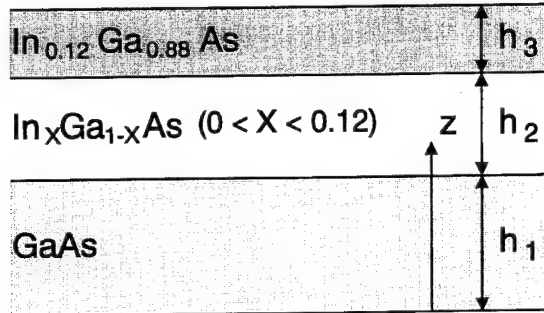 In0.12 Ga0.88 As h3
InXGa1-XAs (0 < X < 0.12) z h2
GaAs h1